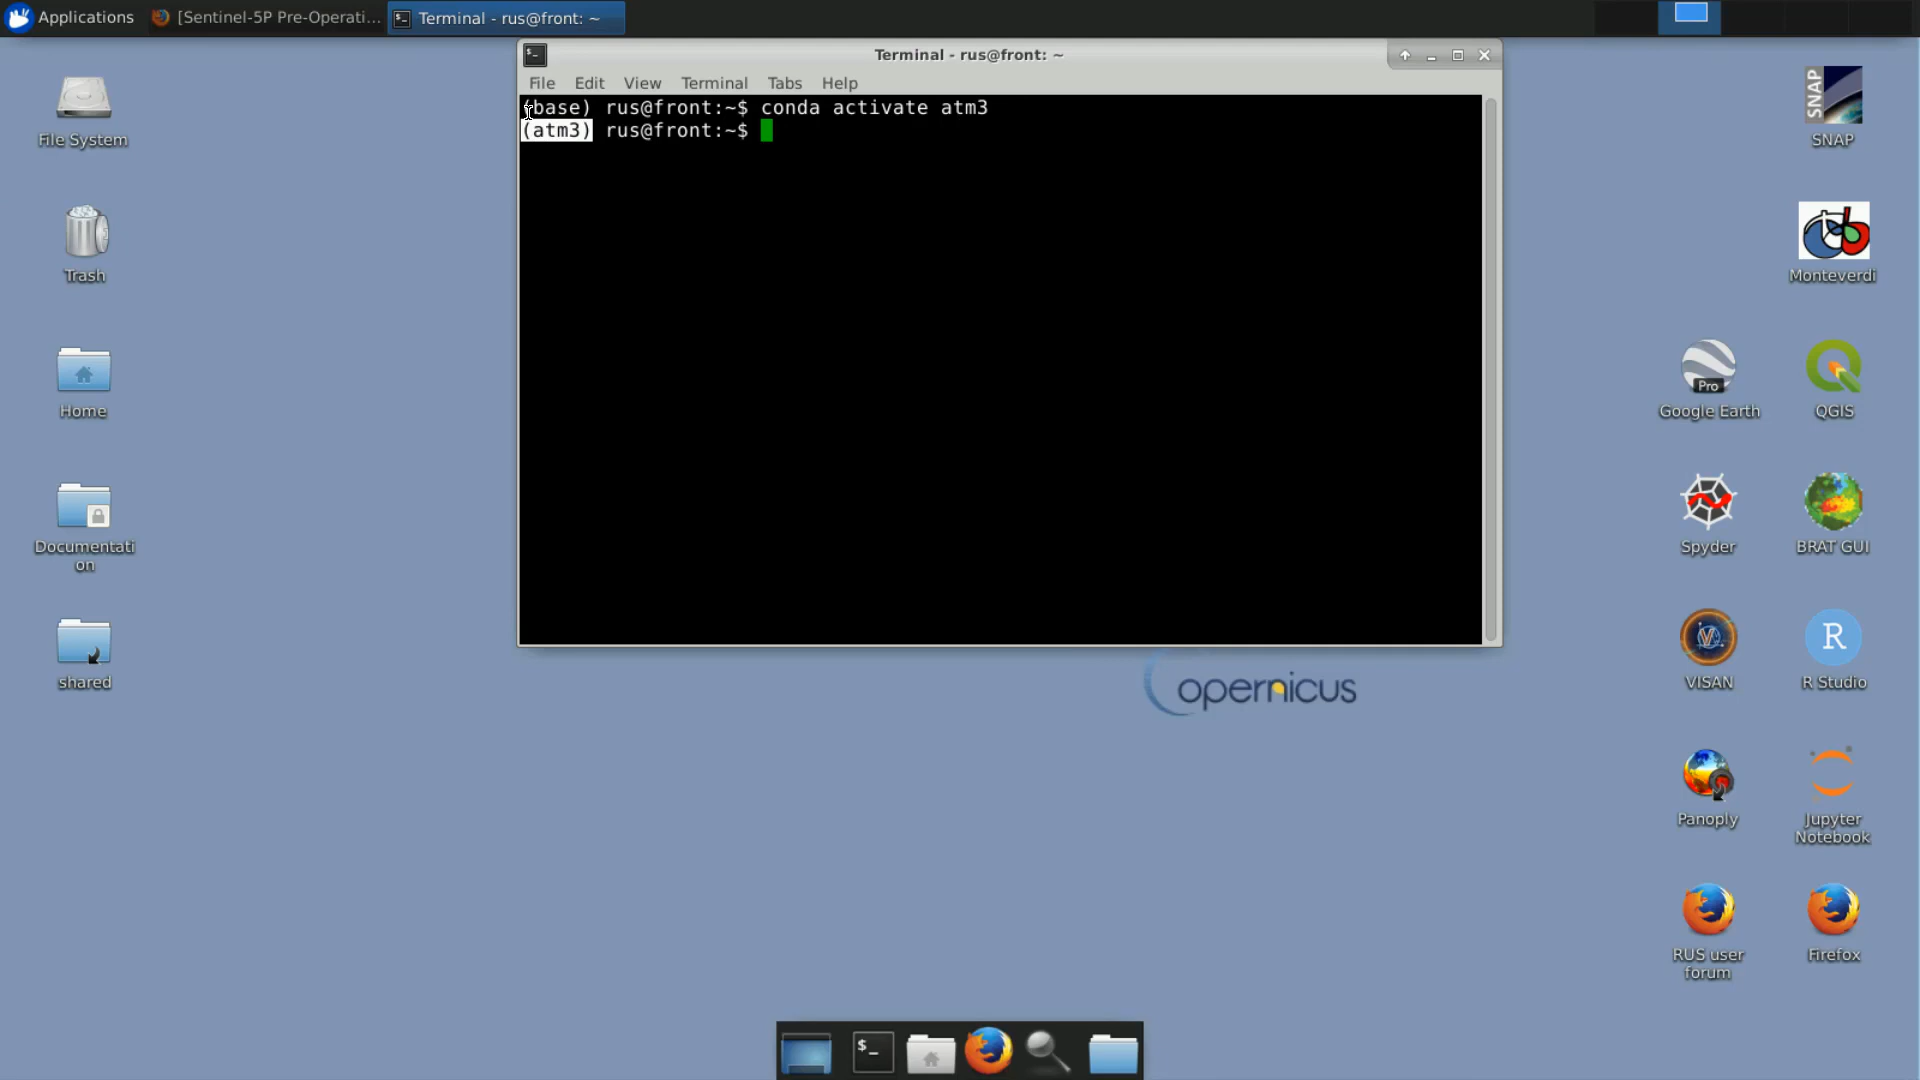 Applications
[Sentinel-5P Pre-Operati...
Terminal - rus@front: ~
Terminal - rus@front: ~
File Edit View Terminal Tabs Help
(base) rus@front:~$ conda activate atm3
(atm3) rus@front:~$
File System
Trash
Home
Documentati
on
shared
SNAP
SNAP
Monteverdi
Pro
Google Earth
QGIS
Spyder
BRAT GUI
VISAN
R
R Studio
Panoply
Jupyter
Notebook
RUS user
forum
Firefox
opernicus
$_